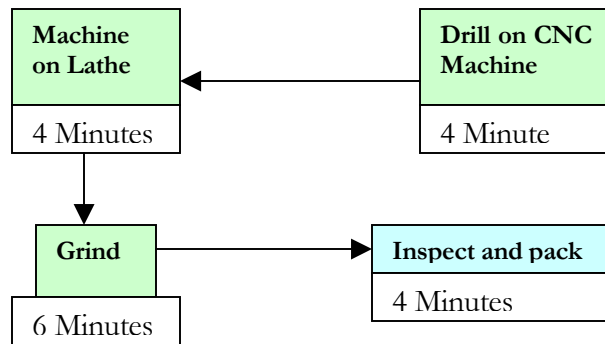 Machine
on Lathe
4 Minutes
Drill on CNC
Machine
4 Minute
Grind
6 Minutes
Inspect and pack
4 Minutes